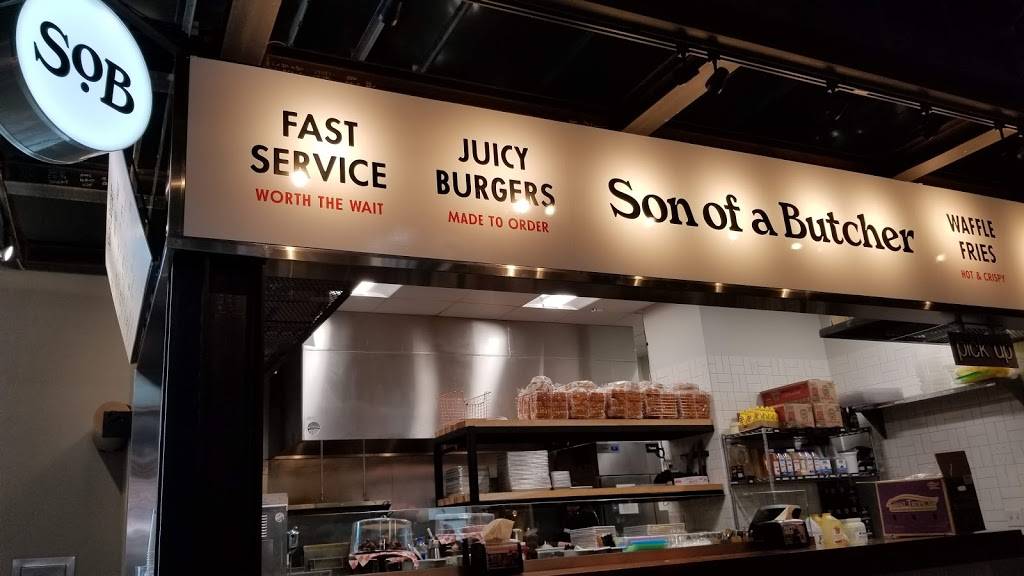 SoB
FAST
SERVICE
WORTH THE WAIT
JUICY
BURGERS
MADE TO ORDER
Son of a Butcher
WAFFLE
FRIES
HOT & CRISPY
pick up